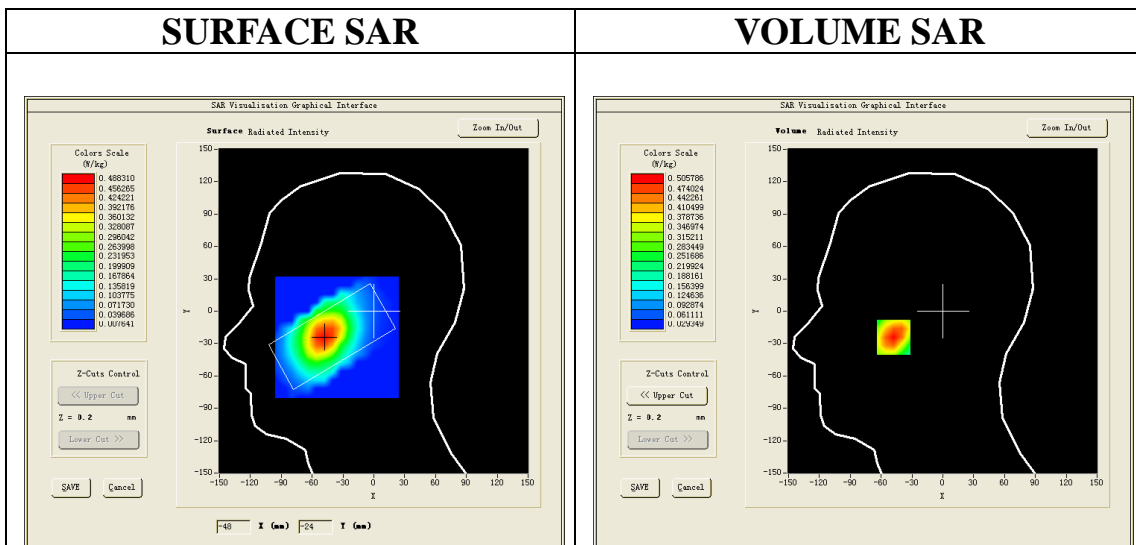 SURFACE SAR
VOLUME SAR
SAR Visualisation Graphical Interface
Surface Radiated Intensity
Zoom In/Out
Colors Scale
(W/kg)
0.488310
0.456265
0.424221
0.392176
0.360132
0.328087
0.296042
0.263998
0.231953
0.199909
0.167864
0.135819
0.103775
0.071730
0.039686
0.007641
Z-Cuts Control
<< Upper Cut
Z = 0.2 mm
Lower Cut >>
SAVE
Cancel
150
120
90
60
30
0
-30
-60
-90
-120
-150
Y
-150 -120 -90 -60 -30 0 30 60 90 120 150
X
-48 X (mm) -24 Y (mm)
SAR Visualisation Graphical Interface
Volume Radiated Intensity
Zoom In/Out
Colors Scale
(W/kg)
0.505786
0.474024
0.442261
0.410499
0.378736
0.346974
0.315211
0.283449
0.251686
0.219924
0.188161
0.156399
0.124636
0.092874
0.061111
0.029349
Z-Cuts Control
<< Upper Cut
Z = 0.2 mm
Lower Cut >>
SAVE
Cancel
150
120
90
60
30
0
-30
-60
-90
-120
-150
Y
-150 -120 -90 -60 -30 0 30 60 90 120 150
X